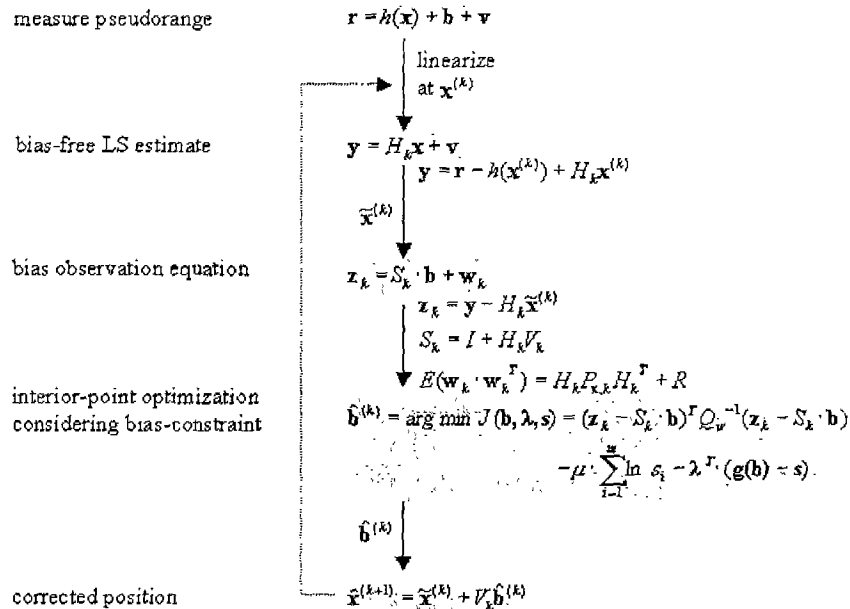 measure pseudorange r = h(x) + b + v
linearize
at x^(k)
bias-free LS estimate y = H_k x + v
y = r − h(x^(k)) + H_k x^(k)
x̃^(k)
bias observation equation z_k = S_k · b + w_k
z_k = y − H_k x̃^(k)
S_k = I + H_k V_k
E(w_k · w_k^T) = H_k P_x,k H_k^T + R
interior-point optimization
considering bias-constraint b̂^(k) = arg min J(b, λ, s) = (z_k − S_k · b)^T Q_w^−1 (z_k − S_k · b)
−μ · ∑_{i=1}^m ln s_i − λ^T · (g(b) − s)
b̂^(k)
corrected position x̂^(k+1) = x̃^(k) + V_k b̂^(k)